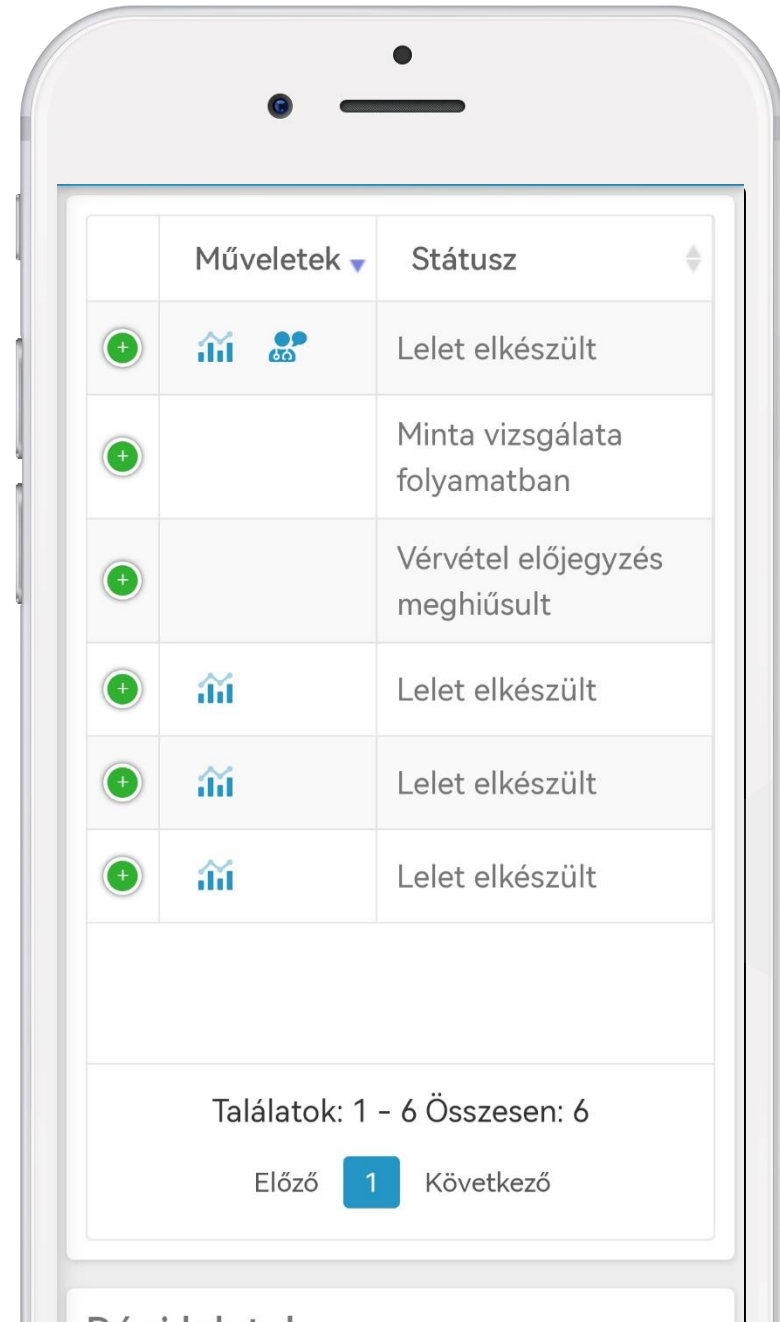 Műveletek Státusz
Lelet elkészült
Minta vizsgálata
folyamatban
Vérvétel előjegyzés
meghiűsult
Lelet elkészült
Lelet elkészült
Lelet elkészült
Találatok: 1 - 6 Összesen: 6
Előző 1 Következő